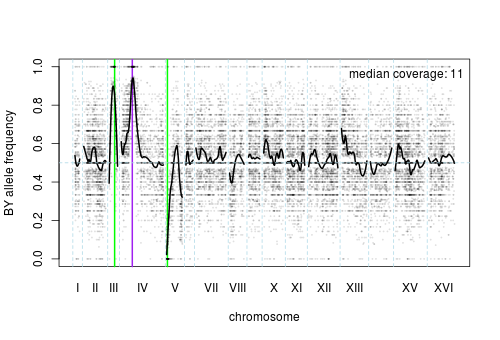 median coverage: 11
BY allele frequency
1.0
0.8
0.6
0.4
0.2
0.0
I II III IV V VII VIII X XI XII XIII XV XVI
chromosome